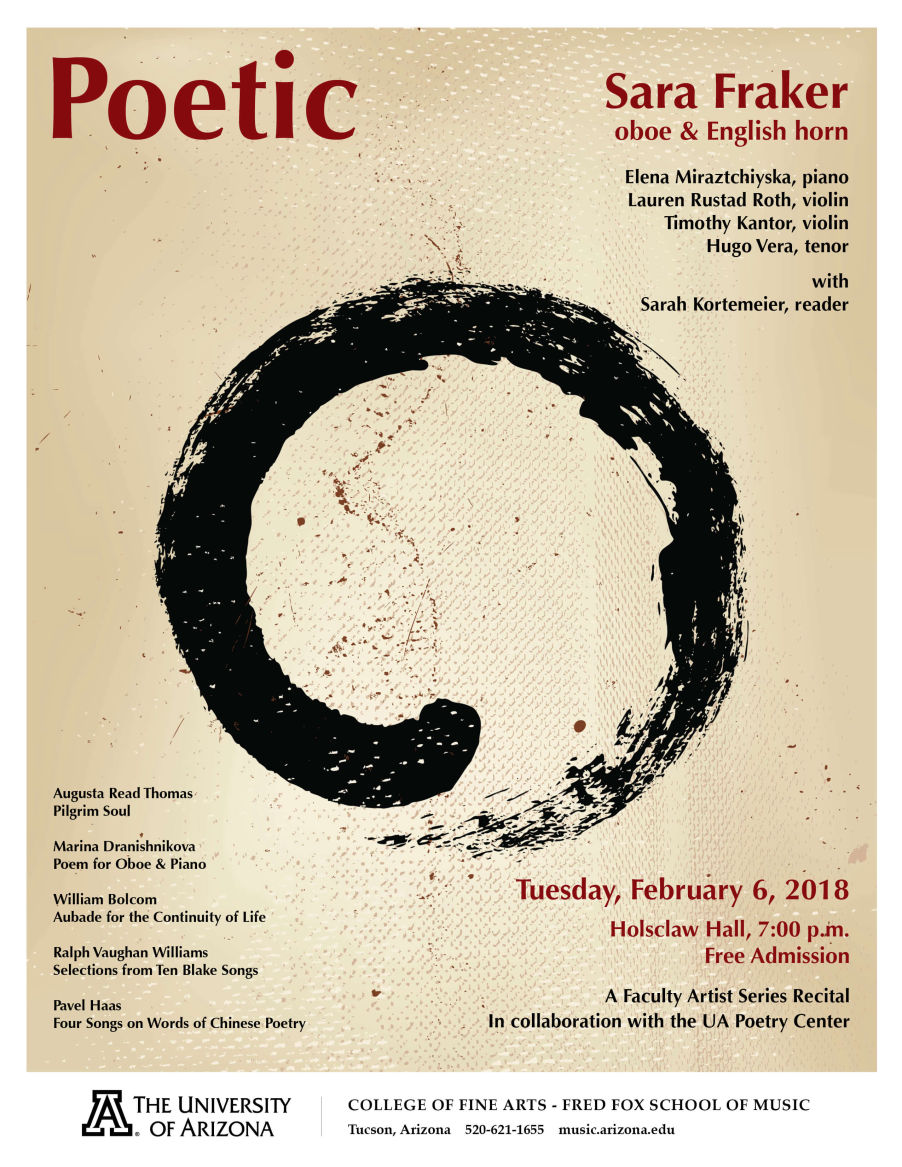 Poetic
Sara Fraker
oboe & English horn
Elena Miraztchiyska, piano
Lauren Rustad Roth, violin
Timothy Kantor, violin
Hugo Vera, tenor
with
Sarah Kortemeier, reader
Augusta Read Thomas
Pilgrim Soul
Marina Dranishnikova
Poem for Oboe & Piano
William Bolcom
Aubade for the Continuity of Life
Ralph Vaughan Williams
Selections from Ten Blake Songs
Pavel Haas
Four Songs on Words of Chinese Poetry
Tuesday, February 6, 2018
Holsclaw Hall, 7:00 p.m.
Free Admission
A Faculty Artist Series Recital
In collaboration with the UA Poetry Center
A
THE UNIVERSITY
® OF ARIZONA
COLLEGE OF FINE ARTS - FRED FOX SCHOOL OF MUSIC
Tucson, Arizona 520-621-1655 music.arizona.edu